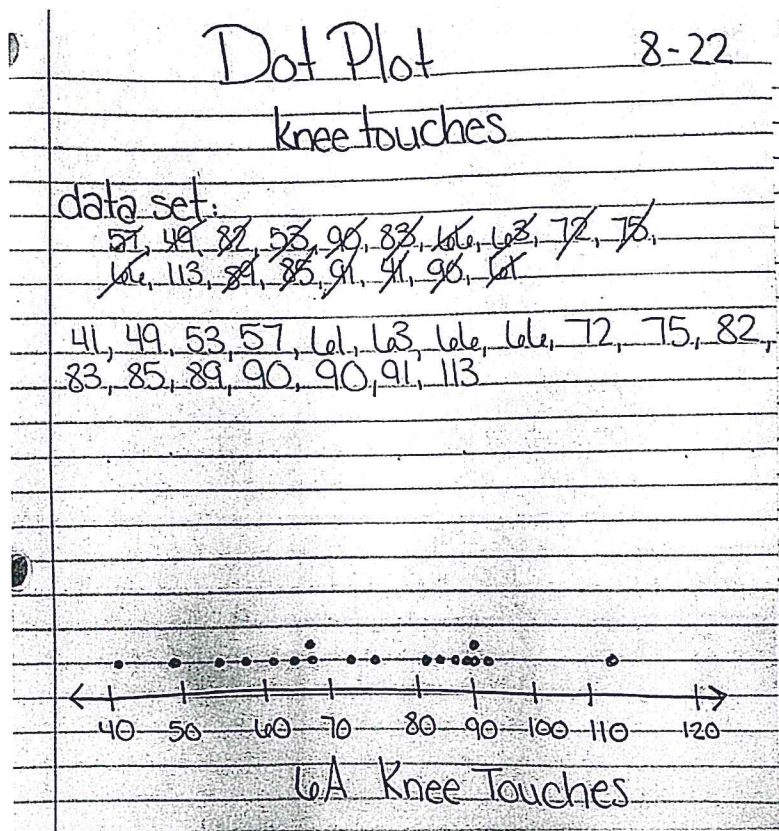 Dot Plot 8-22
knee touches
data set:
57, 49, 82, 53, 90, 83, 66, 63, 72, 75,
66, 113, 89, 85, 91, 41, 90, 61
41, 49, 53, 57, 61, 63, 66, 66, 72, 75, 82,
83, 85, 89, 90, 90, 91, 113
40 50 60 70 80 90 100 110 120
6A Knee Touches